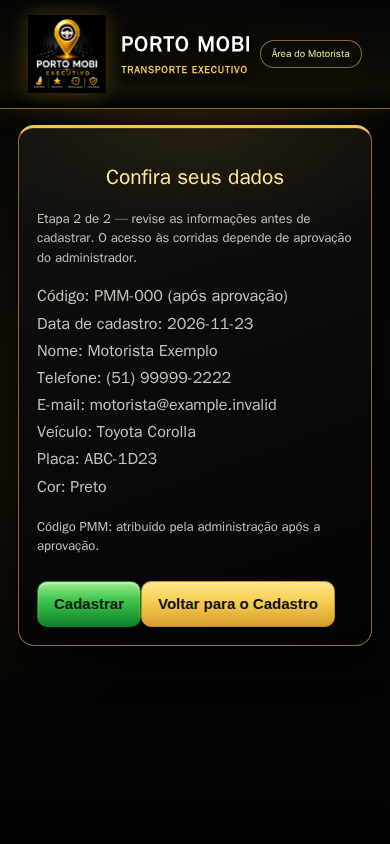 PORTO MOBI
EXECUTIVO
PORTO MOBI
TRANSPORTE EXECUTIVO
Área do Motorista
Confira seus dados
Etapa 2 de 2 — revise as informações antes de
cadastrar. O acesso às corridas depende de aprovação
do administrador.
Código: PMM-000 (após aprovação)
Data de cadastro: 2026-11-23
Nome: Motorista Exemplo
Telefone: (51) 99999-2222
E-mail: motorista@example.invalid
Veículo: Toyota Corolla
Placa: ABC-1D23
Cor: Preto
Código PMM: atribuído pela administração após a
aprovação.
Cadastrar
Voltar para o Cadastro